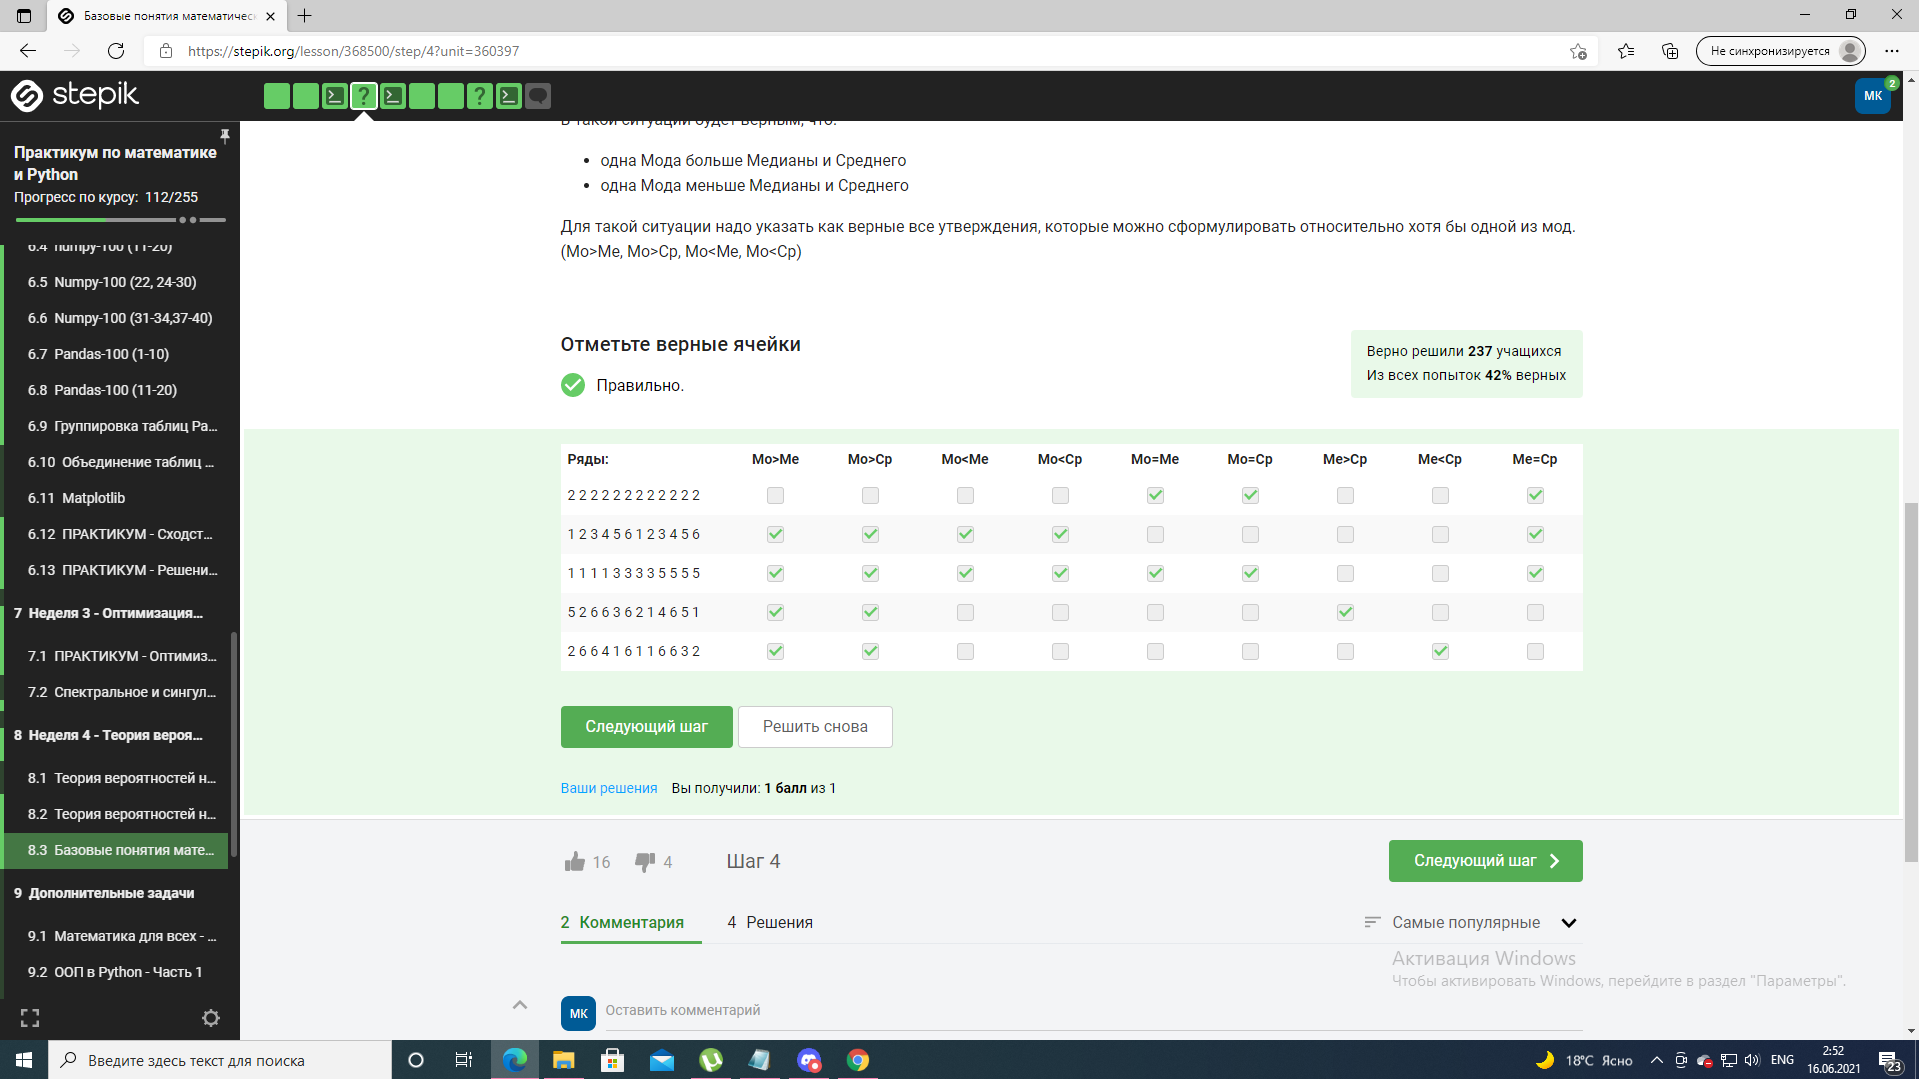 Базовые понятия математичес
https://stepik.org/lesson/368500/step/4?unit=360397
Не синхронизируется
stepik
MK
2
Практикум по математике
и Python
Прогресс по курсу: 112/255
6.4 numpy-100 (11-20)
6.5 Numpy-100 (22, 24-30)
6.6 Numpy-100 (31-34,37-40)
6.7 Pandas-100 (1-10)
6.8 Pandas-100 (11-20)
6.9 Группировка таблиц Pa...
6.10 Объединение таблиц ...
6.11 Matplotlib
6.12 ПРАКТИКУМ - Сходст...
6.13 ПРАКТИКУМ - Решени...
7 Неделя 3 - Оптимизация...
7.1 ПРАКТИКУМ - Оптимиз...
7.2 Спектральное и сингул...
8 Неделя 4 - Теория вероя...
8.1 Теория вероятностей н...
8.2 Теория вероятностей н...
8.3 Базовые понятия мате...
9 Дополнительные задачи
9.1 Математика для всех - ...
9.2 ООП в Python - Часть 1
В такой ситуации будет верным, что:
• одна Мода больше Медианы и Среднего
• одна Мода меньше Медианы и Среднего
Для такой ситуации надо указать как верные все утверждения, которые можно сформулировать относительно хотя бы одной из мод.
(Мо>Ме, Мо>Ср, Мо<Ме, Мо<Ср)
Отметьте верные ячейки
Правильно.
Верно решили 237 учащихся
Из всех попыток 42% верных
Ряды: Мо>Ме Мо>Ср Мо<Ме Мо<Ср Мо=Ме Мо=Ср Ме>Ср Ме<Ср Ме=Ср
2 2 2 2 2 2 2 2 2 2 2 2
1 2 3 4 5 6 1 2 3 4 5 6
1 1 1 1 3 3 3 3 5 5 5 5
5 2 6 6 3 6 2 1 4 6 5 1
2 6 6 4 1 6 1 1 6 6 3 2
Следующий шаг
Решить снова
Ваши решения Вы получили: 1 балл из 1
16
4
Шаг 4
Следующий шаг
2 Комментария
4 Решения
Самые популярные
Активация Windows
Чтобы активировать Windows, перейдите в раздел "Параметры".
MK
Оставить комментарий
Введите здесь текст для поиска
18°C Ясно
ENG
2:52
16.06.2021
23